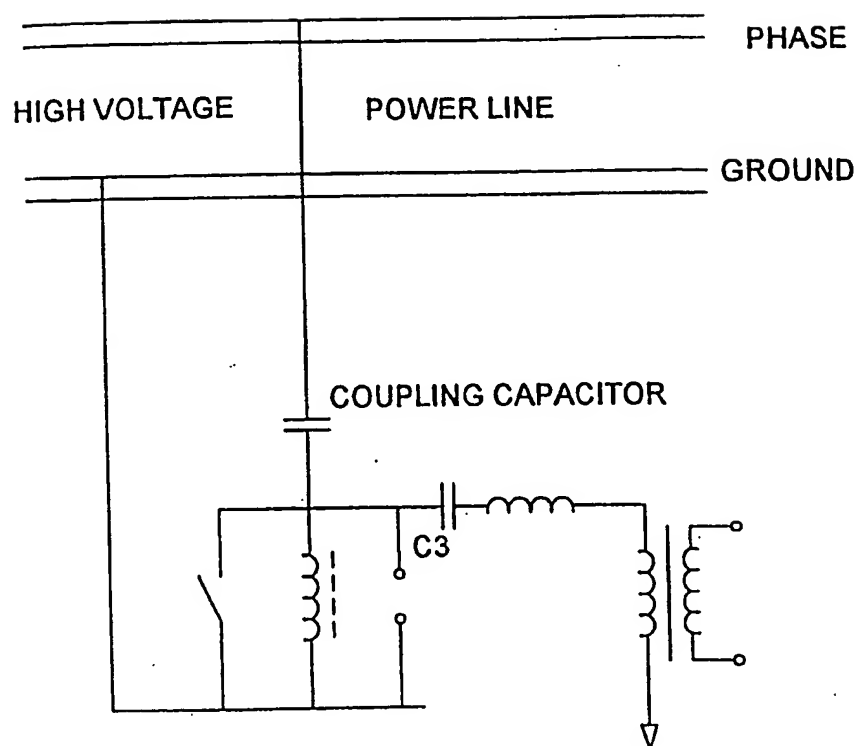 PHASE
HIGH VOLTAGE POWER LINE
GROUND
COUPLING CAPACITOR
C3